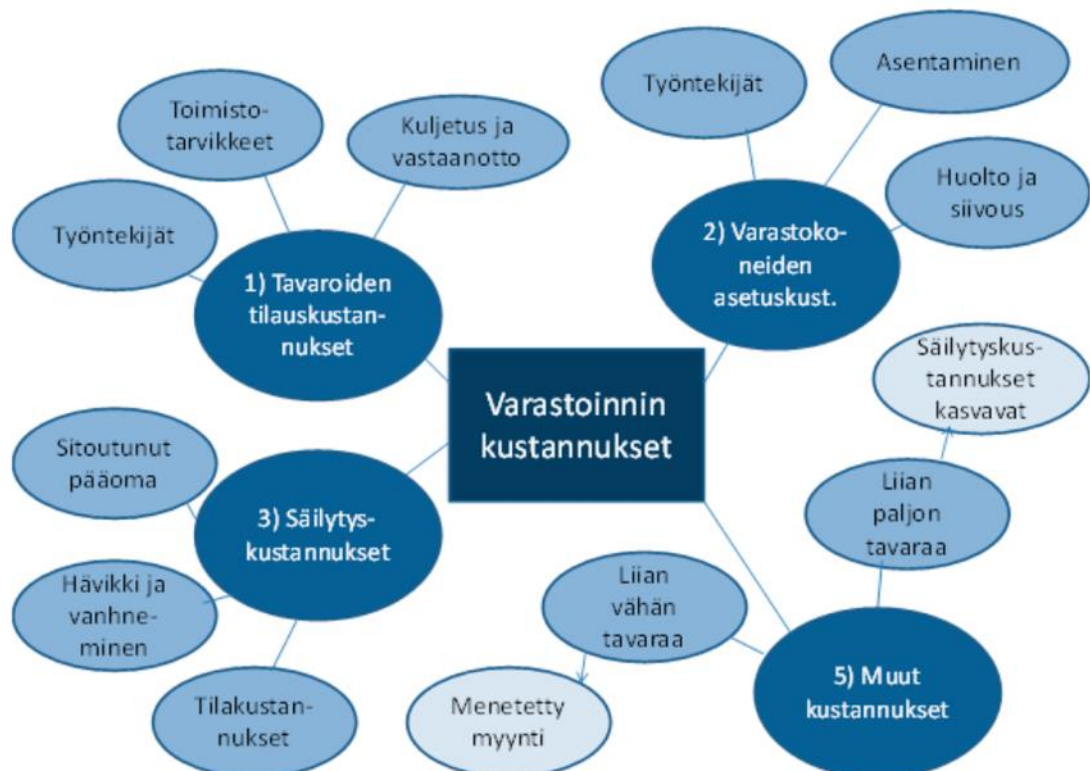 Työntekijät
Asentaminen
Toimisto-
tarvikkeet
Kuljetus ja
vastaanotto
Huolto ja
siivous
Työntekijät
2) Varastoko-
neiden
asetuskust.
1) Tavaroiden
tilauskustan-
nukset
Säilytyskus-
tannukset
kasvavat
Varastoinnin
kustannukset
Sitoutunut
pääoma
Liian
paljon
tavaraa
3) Säilytys-
kustannukset
Hävikki ja
vanhne-
minen
Liian
vähän
tavaraa
5) Muut
kustannukset
Tilakustan-
nukset
Menetetty
myynti